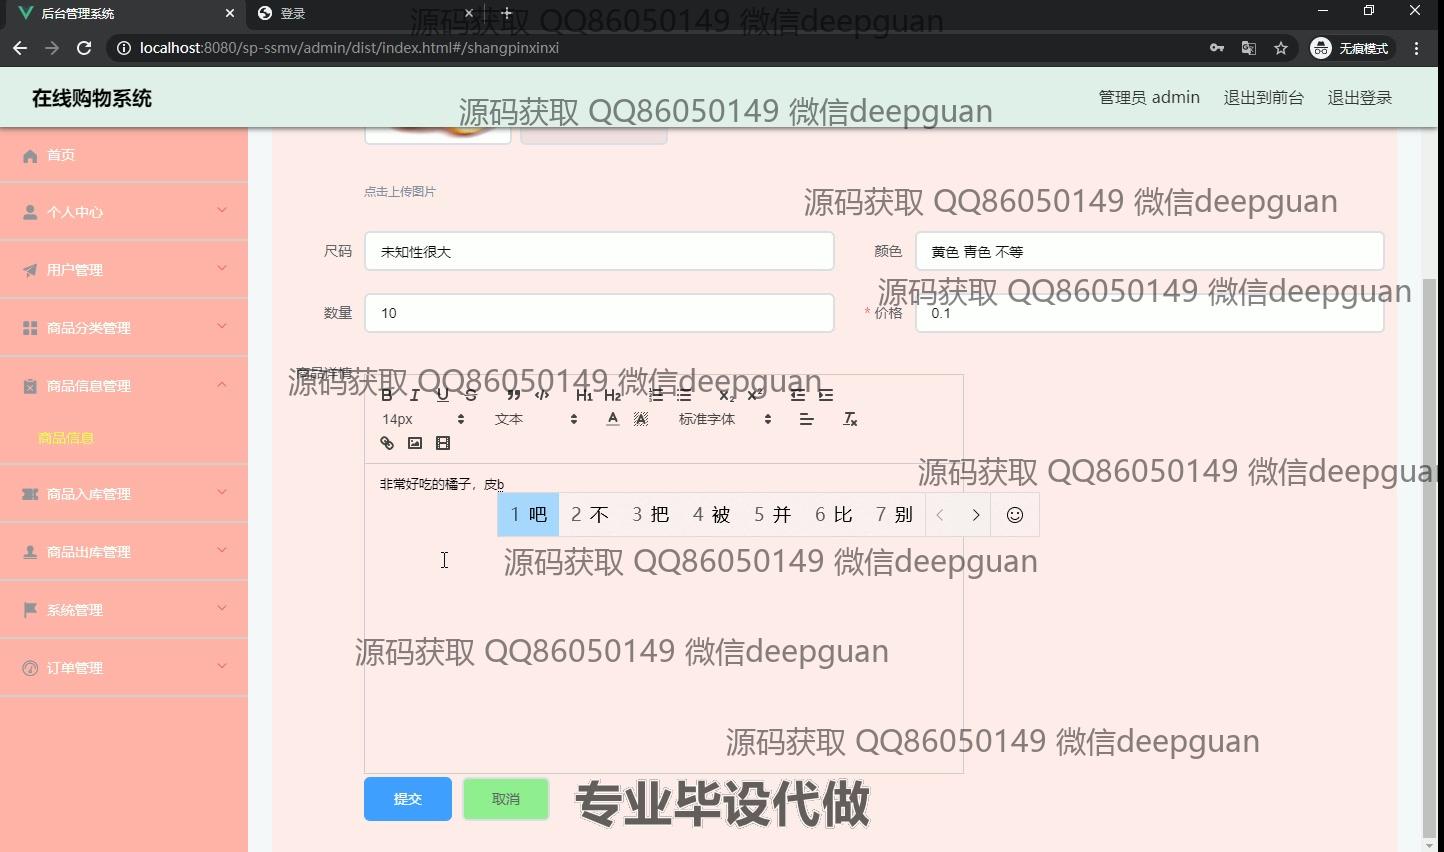 后台管理系统
登录
源码获取 QQ86050149 微信deepguan
localhost:8080/sp-ssmv/admin/dist/index.html#/shangpinxinxi
无痕模式
在线购物系统
源码获取 QQ86050149 微信deepguan
管理员 admin 退出到前台 退出登录
首页
点击上传图片
源码获取 QQ86050149 微信deepguan
个人中心
尺码 未知性很大
颜色 黄色 青色 不等
用户管理
源码获取 QQ86050149 微信deepguan
数量 10
* 价格 0.1
商品分类管理
商品详情
源码获取 QQ86050149 微信deepguan
商品信息管理
B I U S H1 H2 X2 X2
14px 文本 A A 标准字体 Tx
商品信息
源码获取 QQ86050149 微信deepguan
非常好吃的橘子，皮b
商品入库管理
1 吧 2 不 3 把 4 被 5 并 6 比 7 别
商品出库管理
源码获取 QQ86050149 微信deepguan
系统管理
源码获取 QQ86050149 微信deepguan
订单管理
源码获取 QQ86050149 微信deepguan
提交 取消
专业毕设代做